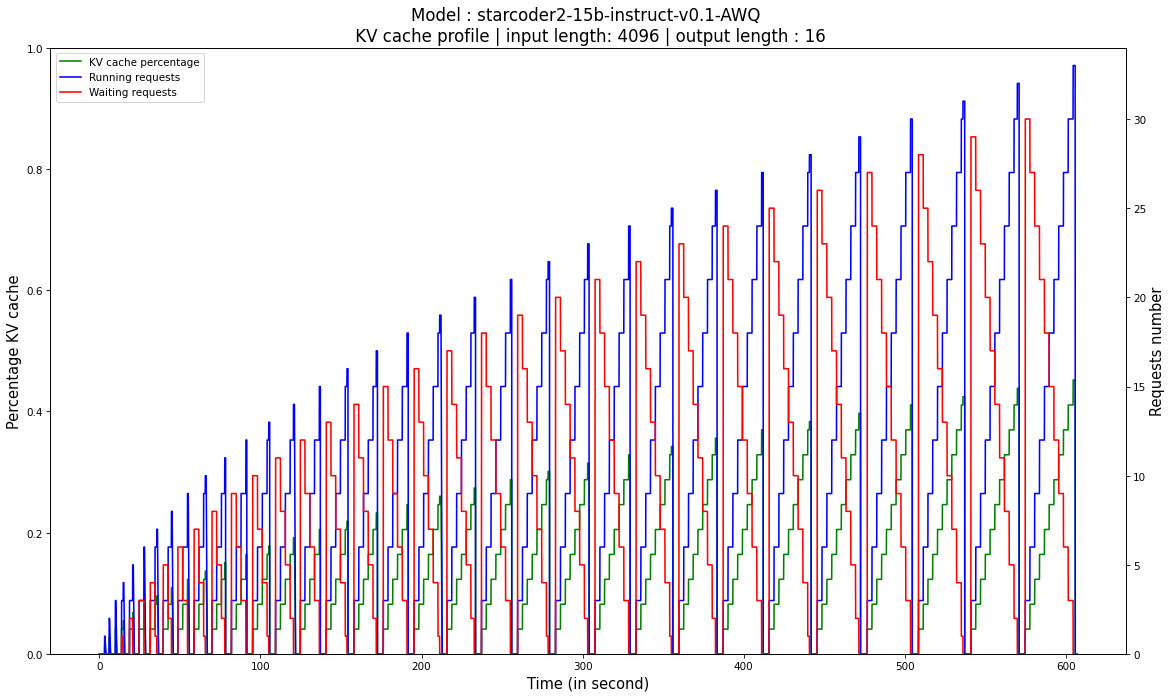 Model : starcoder2-15b-instruct-v0.1-AWQ
KV cache profile | input length: 4096 | output length : 16
KV cache percentage
Running requests
Waiting requests
Percentage KV cache
1.0
0.8
0.6
0.4
0.2
0.0
30
25
20
15
10
5
0
Requests number
0 100 200 300 400 500 600
Time (in second)